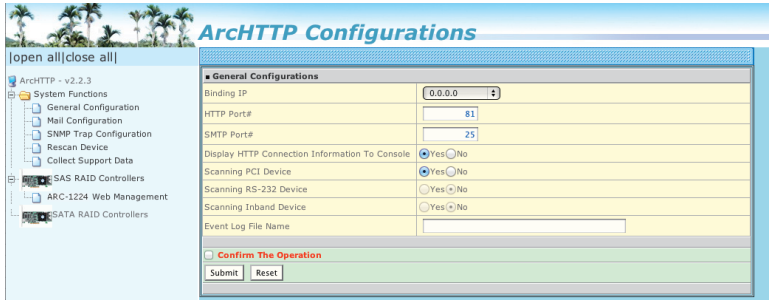 ArcHTTP Configurations
|open all|close all|
ArcHTTP - v2.2.3
System Functions
General Configuration
Mail Configuration
SNMP Trap Configuration
Rescan Device
Collect Support Data
SAS RAID Controllers
ARC-1224 Web Management
SATA RAID Controllers
General Configurations
Binding IP 0.0.0.0
HTTP Port# 81
SMTP Port# 25
Display HTTP Connection Information To Console Yes No
Scanning PCI Device Yes No
Scanning RS-232 Device Yes No
Scanning Inband Device Yes No
Event Log File Name
Confirm The Operation
Submit Reset